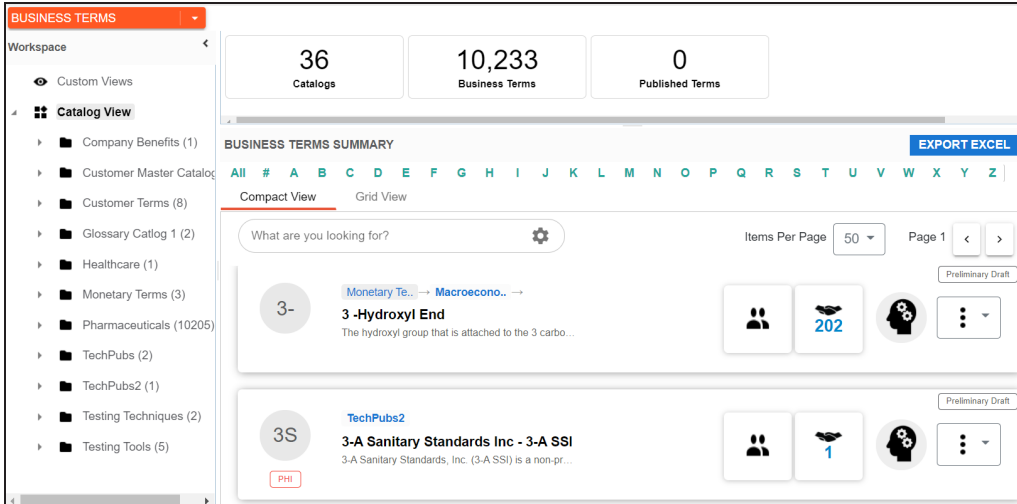 BUSINESS TERMS
Workspace
Custom Views
Catalog View
Company Benefits (1)
Customer Master Catalog
Customer Terms (8)
Glossary Catlog 1 (2)
Healthcare (1)
Monetary Terms (3)
Pharmaceuticals (10205)
TechPubs (2)
TechPubs2 (1)
Testing Techniques (2)
Testing Tools (5)
36
Catalogs
10,233
Business Terms
0
Published Terms
BUSINESS TERMS SUMMARY
EXPORT EXCEL
All # A B C D E F G H I J K L M N O P Q R S T U V W X Y Z
Compact View Grid View
What are you looking for?
Items Per Page 50 Page 1
Preliminary Draft
3-
Monetary Te.. → Macroecono.. →
3 -Hydroxyl End
The hydroxyl group that is attached to the 3 carbo...
202
Preliminary Draft
3S
PHI
TechPubs2
3-A Sanitary Standards Inc - 3-A SSI
3-A Sanitary Standards, Inc. (3-A SSI) is a non-pr...
1